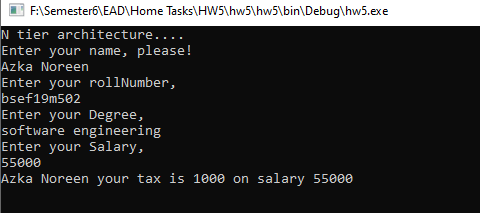 F:\Semester6\EAD\Home Tasks\HW5\hw5\hw5\bin\Debug\hw5.exe
N tier architecture....
Enter your name, please!
Azka Noreen
Enter your rollNumber,
bsef19m502
Enter your Degree,
software engineering
Enter your Salary,
55000
Azka Noreen your tax is 1000 on salary 55000